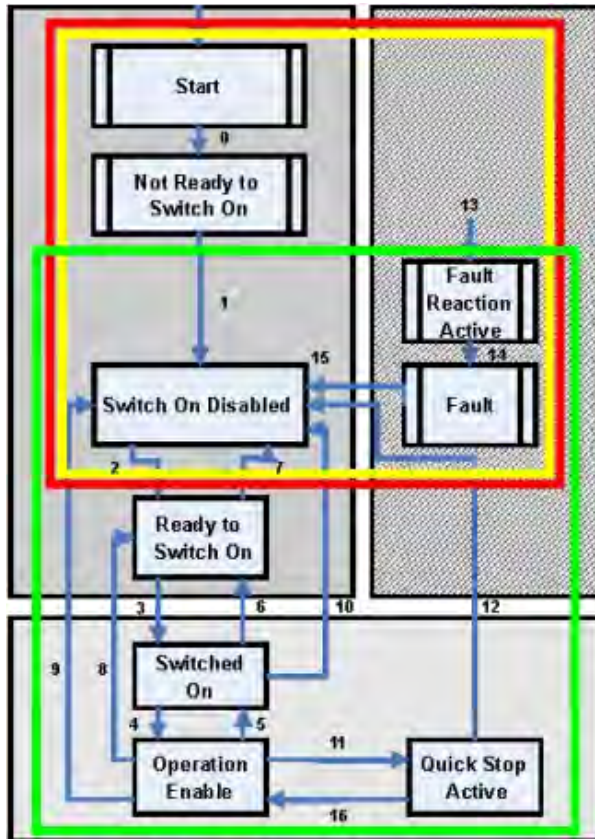 Start
0
Not Ready to
Switch On
13
1
Fault
Reaction
Active
14
15
Switch On Disabled
Fault
2
7
Ready to
Switch On
3
6
10
12
9
8
Switched
On
4
5
11
Operation
Enable
Quick Stop
Active
16